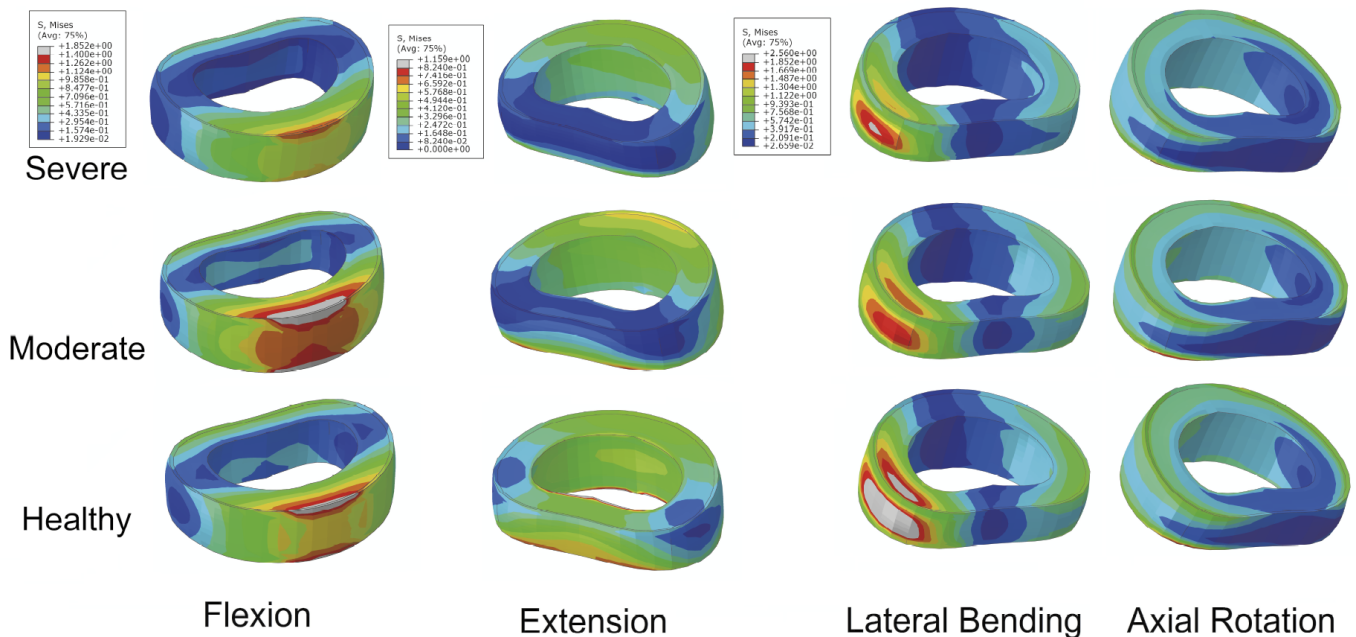 S, Mises
(Avg: 75%)
+1.852e+00
+1.400e+00
+1.262e+00
+1.124e+00
+9.858e-01
+8.477e-01
+7.096e-01
+5.716e-01
+4.335e-01
+2.954e-01
+1.574e-01
+1.929e-02
S, Mises
(Avg: 75%)
+1.159e+00
+8.240e-01
+7.416e-01
+6.592e-01
+5.768e-01
+4.944e-01
+4.120e-01
+3.296e-01
+2.472e-01
+1.648e-01
+8.240e-02
+0.000e+00
S, Mises
(Avg: 75%)
+2.560e+00
+1.852e+00
+1.669e+00
+1.487e+00
+1.304e+00
+1.122e+00
+9.393e-01
+7.568e-01
+5.742e-01
+3.917e-01
+2.091e-01
+2.659e-02
Severe
Moderate
Healthy
Flexion
Extension
Lateral Bending
Axial Rotation